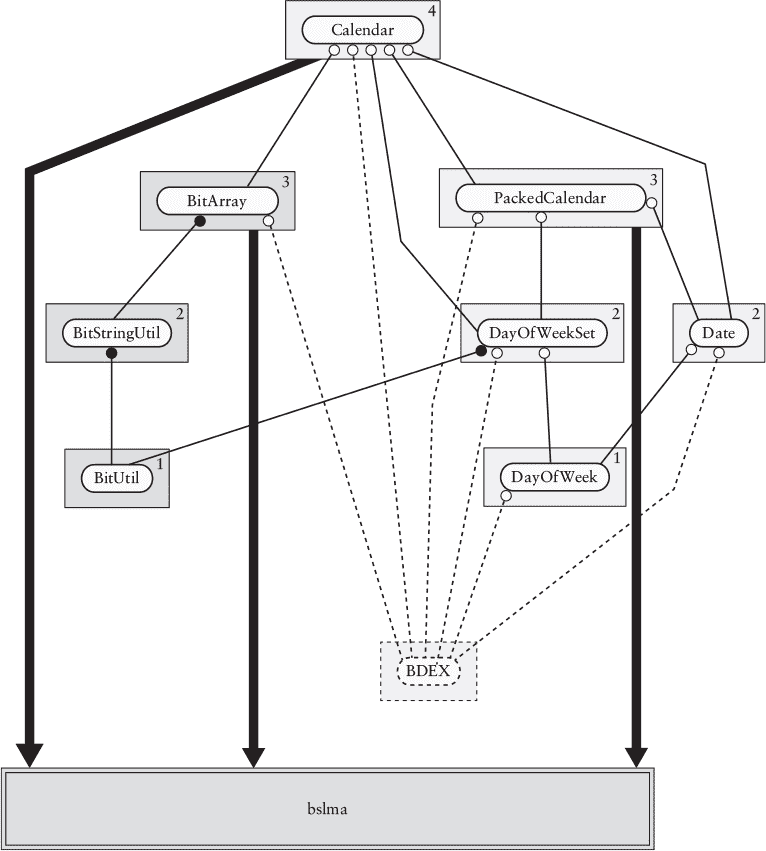 4
Calendar
3
BitArray
3
PackedCalendar
2
BitStringUtil
2
DayOfWeekSet
2
Date
1
BitUtil
1
DayOfWeek
BDEX
bslma